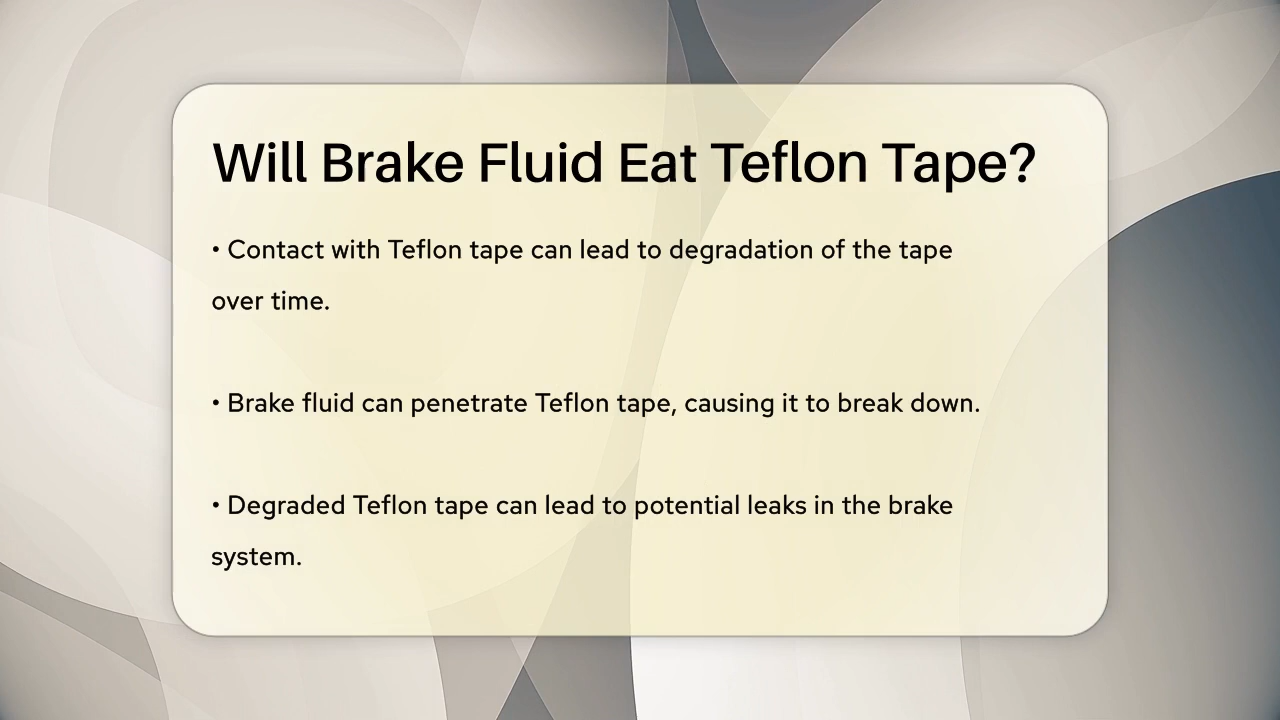 Will Brake Fluid Eat Teflon Tape?
• Contact with Teflon tape can lead to degradation of the tape
over time.
• Brake fluid can penetrate Teflon tape, causing it to break down.
• Degraded Teflon tape can lead to potential leaks in the brake
system.